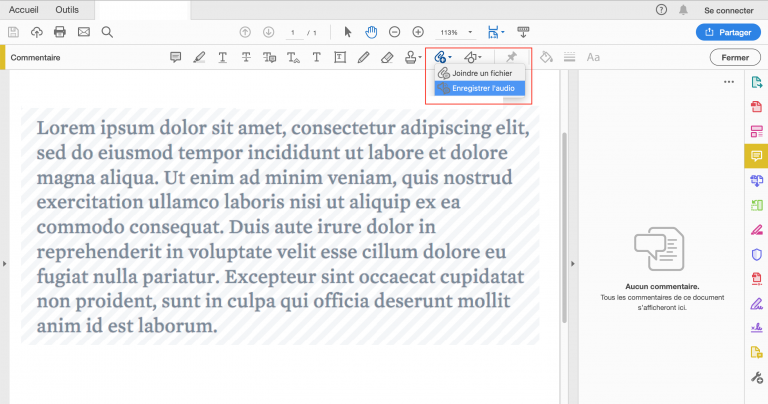 Accueil Outils Se connecter
1 / 1 113% Partager
Commentaire Aa Fermer
Joindre un fichier
Enregistrer l'audio
Lorem ipsum dolor sit amet, consectetur adipiscing elit,
sed do eiusmod tempor incididunt ut labore et dolore
magna aliqua. Ut enim ad minim veniam, quis nostrud
exercitation ullamco laboris nisi ut aliquip ex ea
commodo consequat. Duis aute irure dolor in
reprehenderit in voluptate velit esse cillum dolore eu
fugiat nulla pariatur. Excepteur sint occaecat cupidatat
non proident, sunt in culpa qui officia deserunt mollit
anim id est laborum.
Aucun commentaire.
Tous les commentaires de ce document
s'afficheront ici.